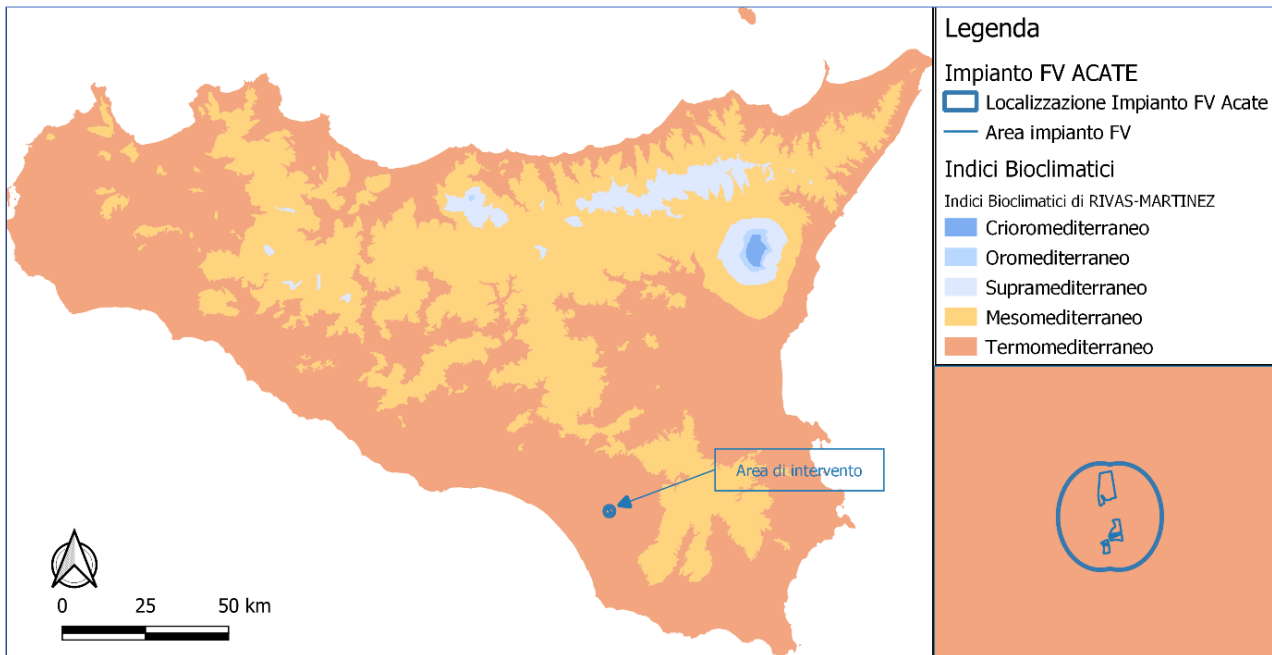 Legenda
Impianto FV ACATE
Localizzazione Impianto FV Acate
Area impianto FV
Indici Bioclimatici
Indici Bioclimatici di RIVAS-MARTINEZ
Crioromediterraneo
Oromediterraneo
Supramediterraneo
Mesomediterraneo
Termomediterraneo
Area di intervento
0 25 50 km